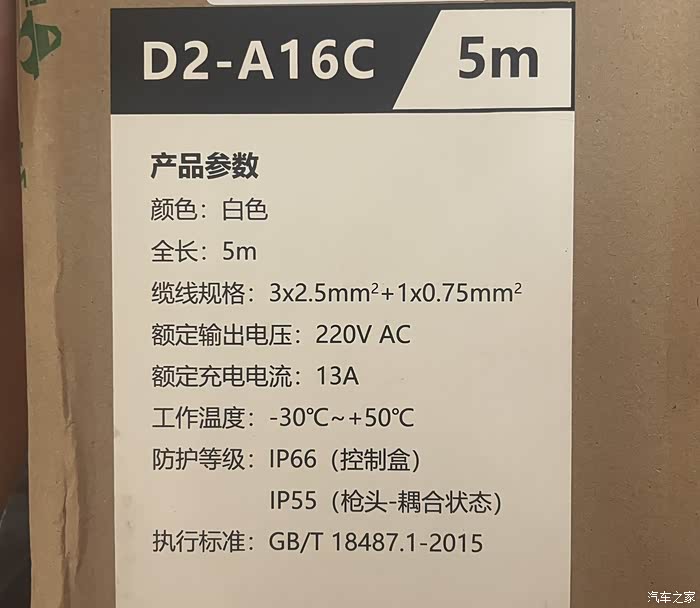 D2-A16C 5m
产品参数
颜色：白色
全长：5m
缆线规格：3x2.5mm²+1x0.75mm²
额定输出电压：220V AC
额定充电电流：13A
工作温度：-30℃~+50℃
防护等级：IP66（控制盒）
IP55（枪头-耦合状态）
执行标准：GB/T 18487.1-2015
汽车之家